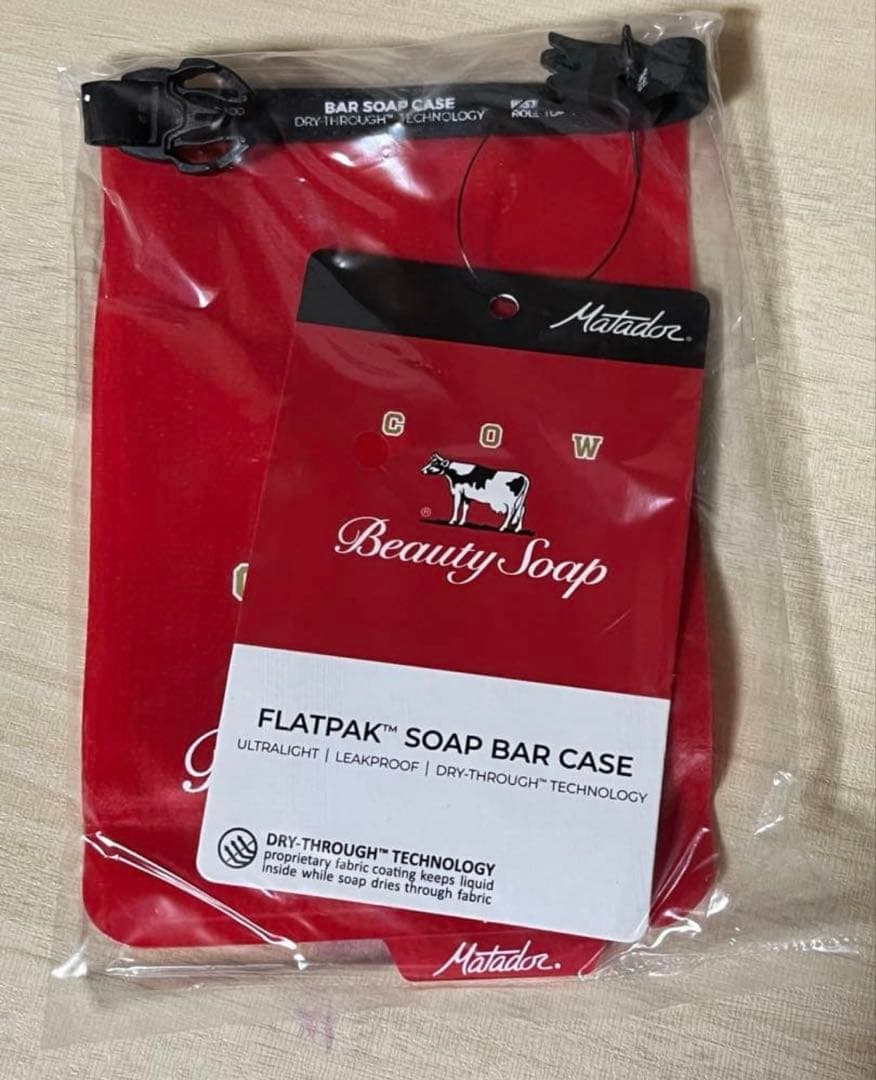 BAR SOAP CASE
DRY-THROUGH™ TECHNOLOGY
ROLL
Matador
C O W
®
Beauty Soap
FLATPAK™ SOAP BAR CASE
ULTRALIGHT | LEAKPROOF | DRY-THROUGH™ TECHNOLOGY
DRY-THROUGH™ TECHNOLOGY
proprietary fabric coating keeps liquid
inside while soap dries through fabric
Matador